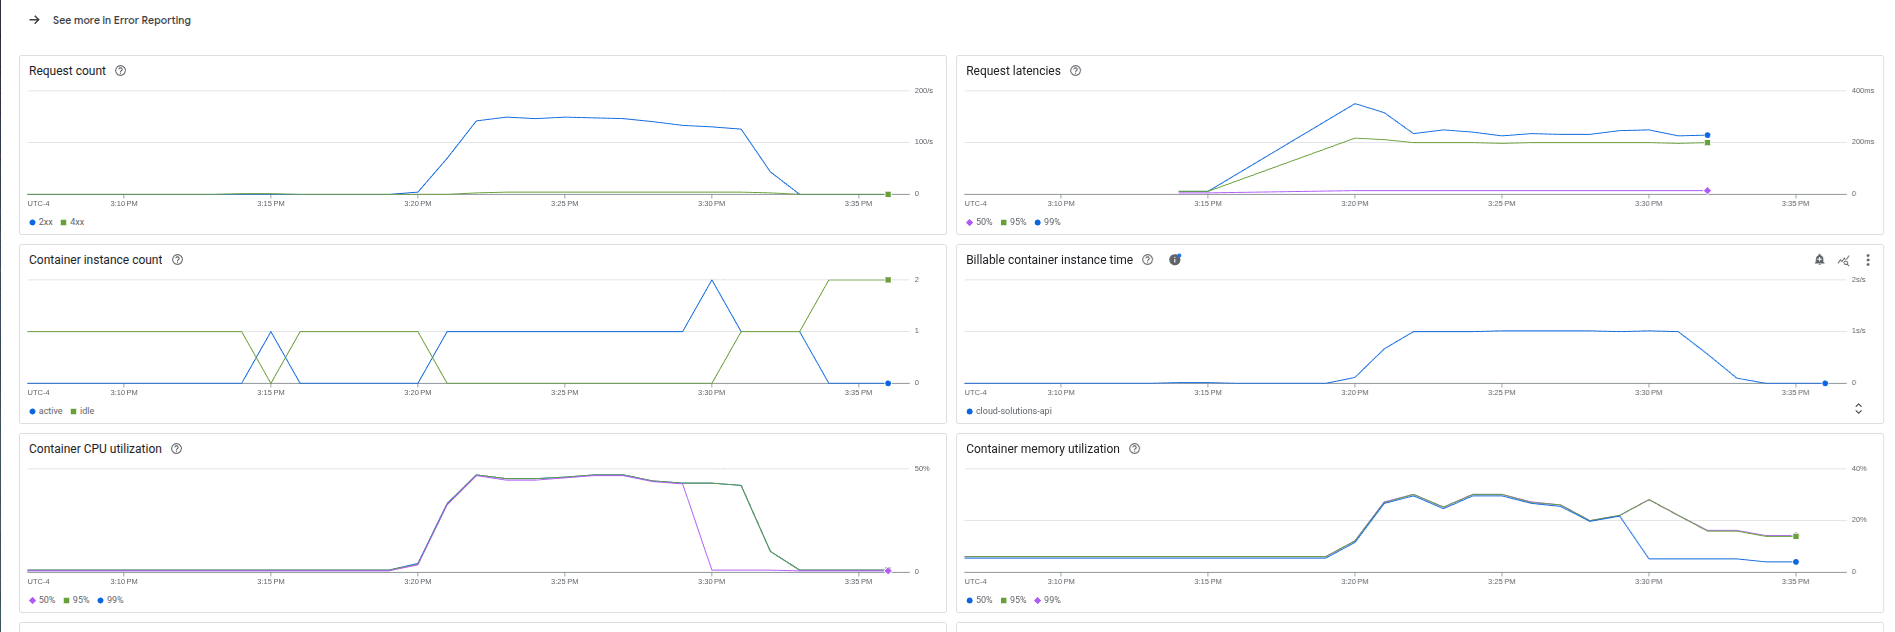 See more in Error Reporting
Request count
200/s
100/s
0
UTC-4 3:10 PM 3:15 PM 3:20 PM 3:25 PM 3:30 PM 3:35 PM
2xx 4xx
Request latencies
400ms
200ms
0
UTC-4 3:10 PM 3:15 PM 3:20 PM 3:25 PM 3:30 PM 3:35 PM
50% 95% 99%
Container instance count
2
1
0
UTC-4 3:10 PM 3:15 PM 3:20 PM 3:25 PM 3:30 PM 3:35 PM
active idle
Billable container instance time
2s/s
1s/s
0
UTC-4 3:10 PM 3:15 PM 3:20 PM 3:25 PM 3:30 PM 3:35 PM
cloud-solutions-api
Container CPU utilization
50%
0
UTC-4 3:10 PM 3:15 PM 3:20 PM 3:25 PM 3:30 PM 3:35 PM
50% 95% 99%
Container memory utilization
40%
20%
0
UTC-4 3:10 PM 3:15 PM 3:20 PM 3:25 PM 3:30 PM 3:35 PM
50% 95% 99%